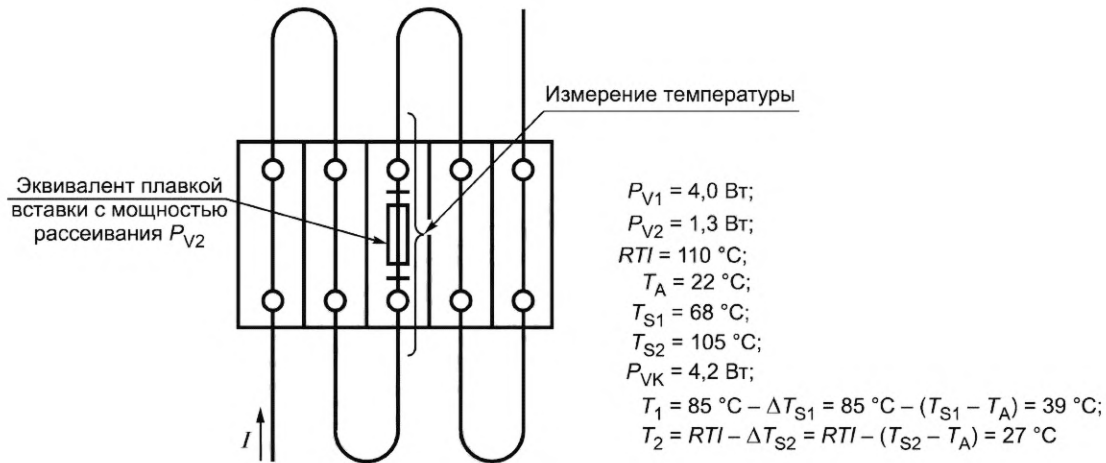 Измерение температуры
Эквивалент плавкой
вставки с мощностью
рассеивания P_V2
I
P_V1 = 4,0 Вт;
P_V2 = 1,3 Вт;
RTI = 110 °C;
T_A = 22 °C;
T_S1 = 68 °C;
T_S2 = 105 °C;
P_VK = 4,2 Вт;
T_1 = 85 °C – ΔT_S1 = 85 °C – (T_S1 – T_A) = 39 °C;
T_2 = RTI – ΔT_S2 = RTI – (T_S2 – T_A) = 27 °C